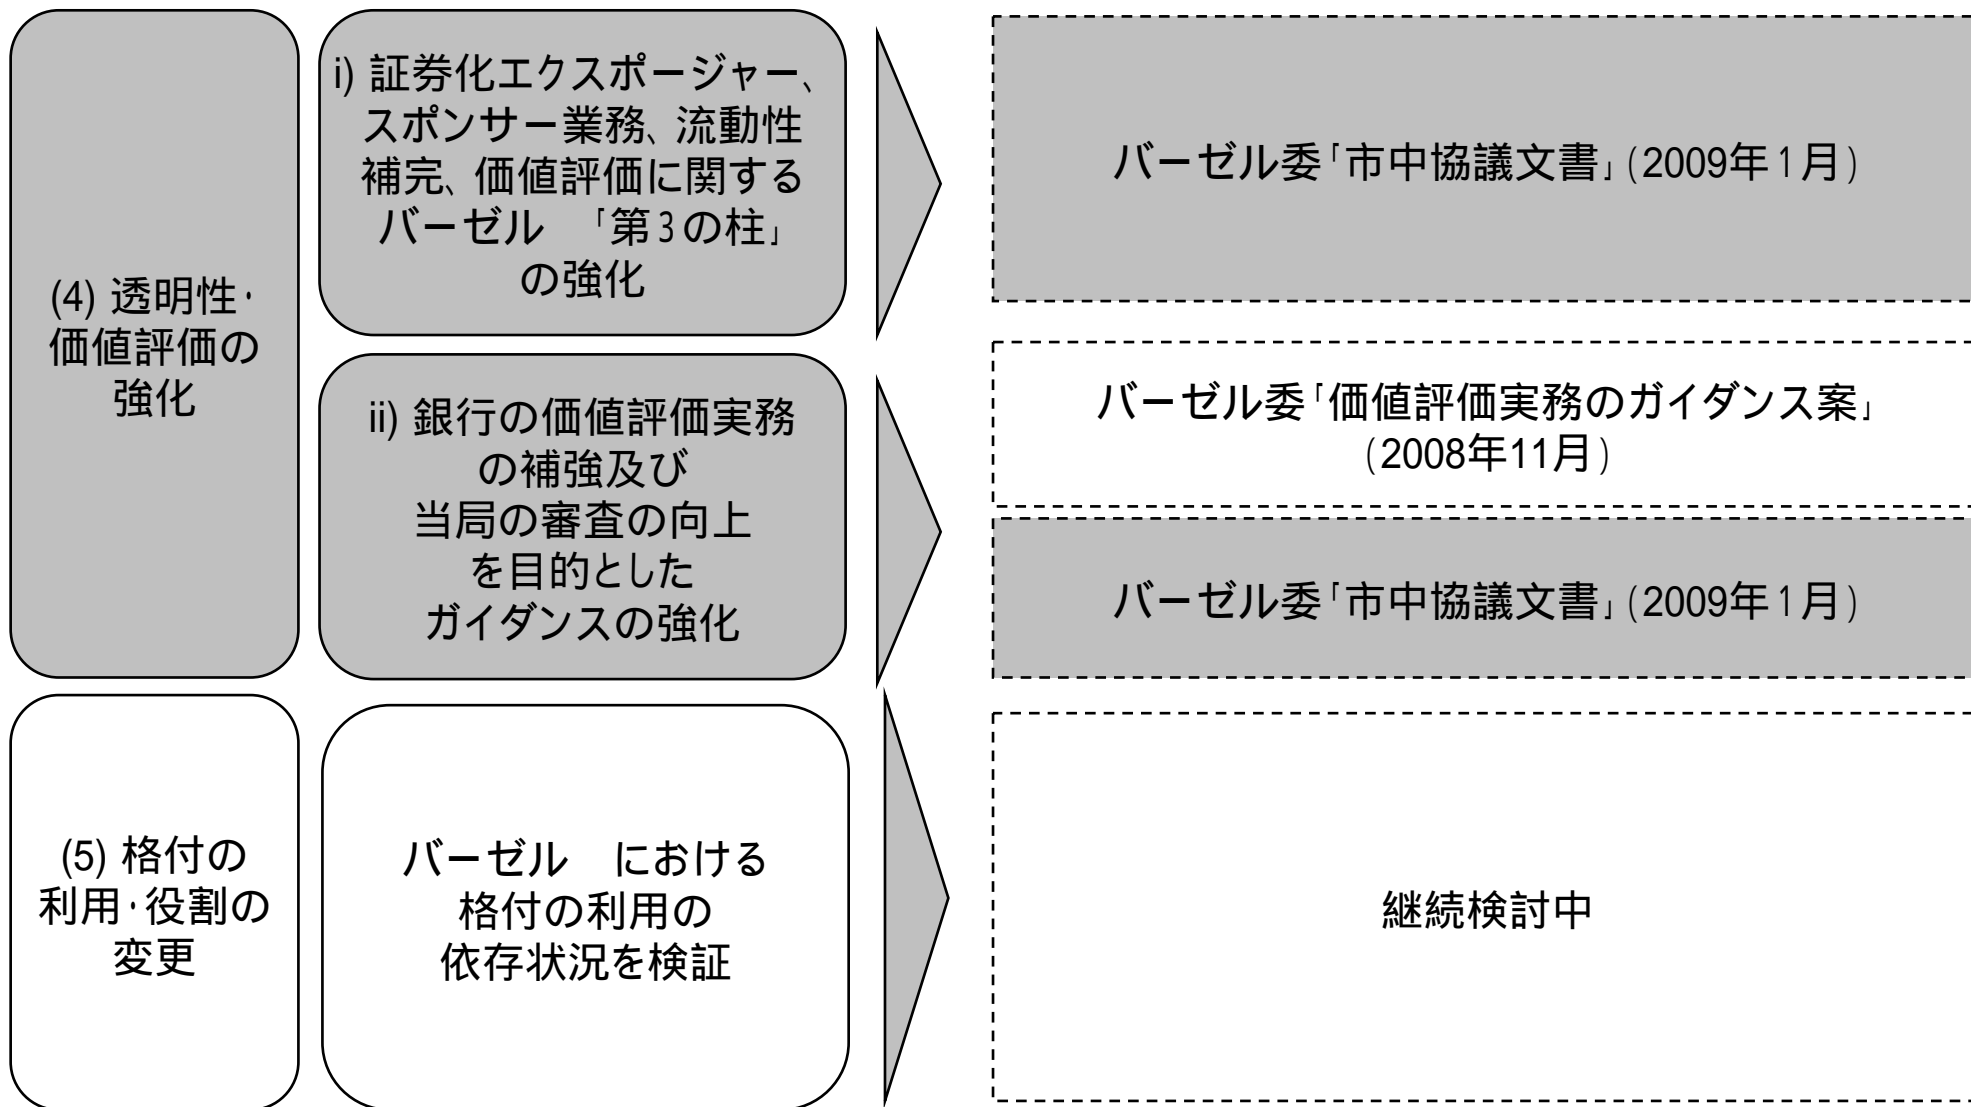 (4) 透明性・
価値評価の
強化
i) 証券化エクスポージャー、
スポンサー業務、流動性
補完、価値評価に関する
バーゼル　「第３の柱」
の強化
バーゼル委「市中協議文書」（2009年１月）
ii) 銀行の価値評価実務
の補強及び
当局の審査の向上
を目的とした
ガイダンスの強化
バーゼル委「価値評価実務のガイダンス案」
（2008年11月）
バーゼル委「市中協議文書」（2009年１月）
(5) 格付の
利用・役割の
変更
バーゼル　における
格付の利用の
依存状況を検証
継続検討中